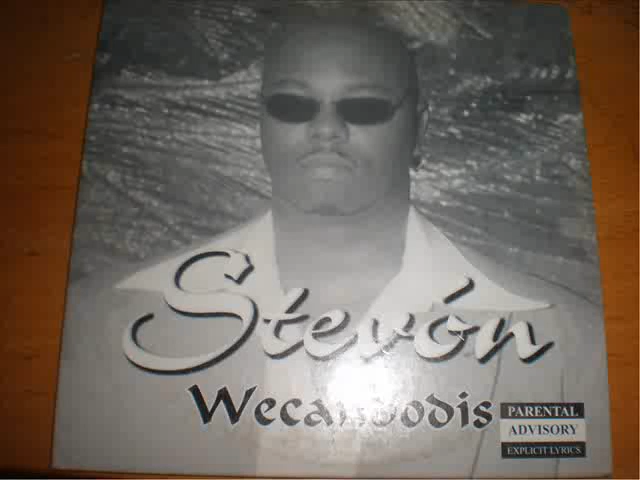 Stevón
Wecandodis
PARENTAL
ADVISORY
EXPLICIT LYRICS